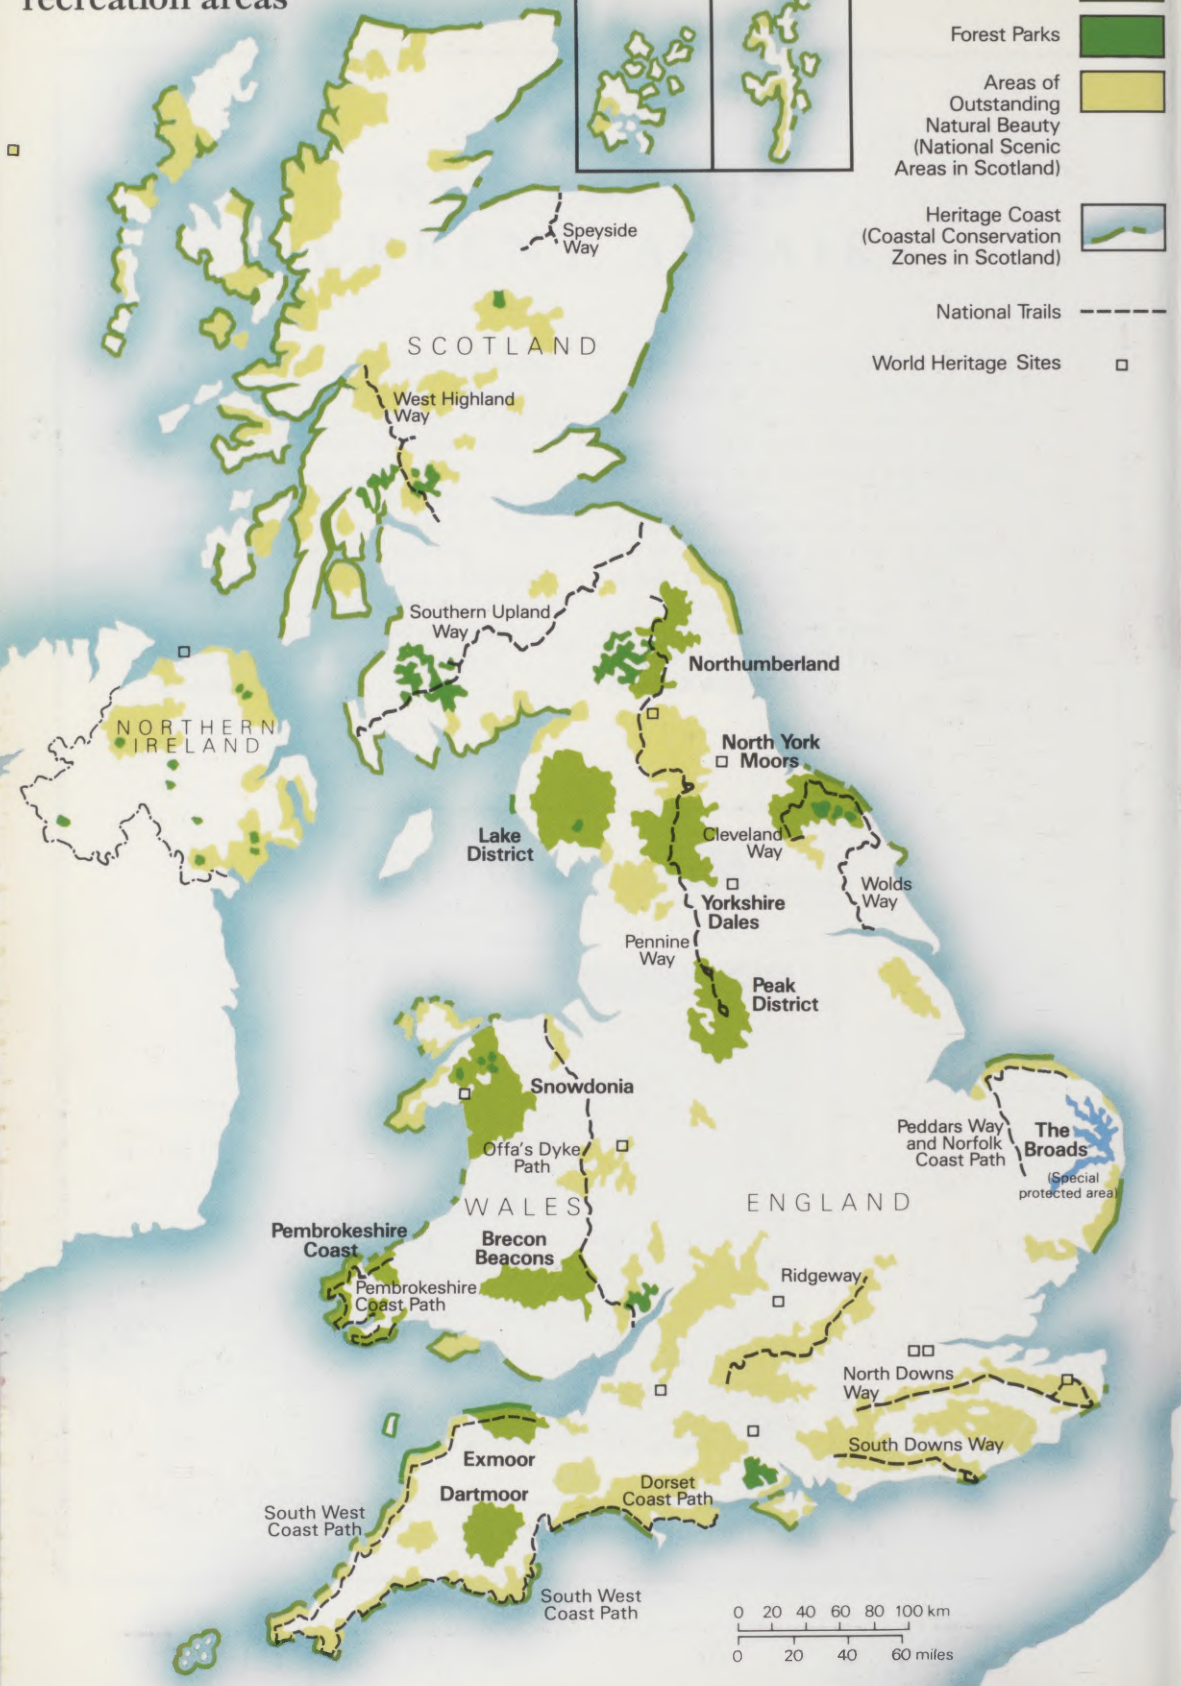 recreation areas
Forest Parks
Areas of
Outstanding
Natural Beauty
(National Scenic
Areas in Scotland)
Heritage Coast
(Coastal Conservation
Zones in Scotland)
National Trails
World Heritage Sites
Speyside
Way
SCOTLAND
West Highland
Way
Southern Upland
Way
Northumberland
NORTHERN
IRELAND
North York
Moors
Lake
District
Cleveland
Way
Wolds
Way
Yorkshire
Dales
Pennine
Way
Peak
District
Snowdonia
Peddars Way
and Norfolk
Coast Path
The
Broads
(Special
protected area)
Offa's Dyke
Path
WALES
ENGLAND
Pembrokeshire
Coast
Brecon
Beacons
Pembrokeshire
Coast Path
Ridgeway
North Downs
Way
South Downs Way
Exmoor
Dartmoor
Dorset
Coast Path
South West
Coast Path
South West
Coast Path
0 20 40 60 80 100 km
0 20 40 60 miles